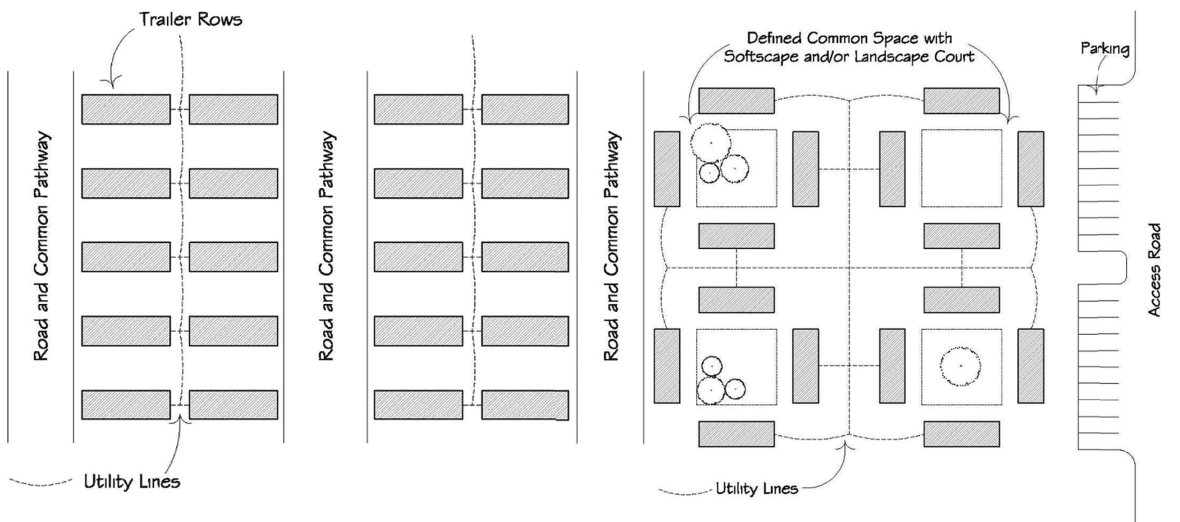 Trailer Rows
Road and Common Pathway
Utility Lines
Road and Common Pathway
Road and Common Pathway
Defined Common Space with
Softscape and/or Landscape Court
Utility Lines
Parking
Access Road